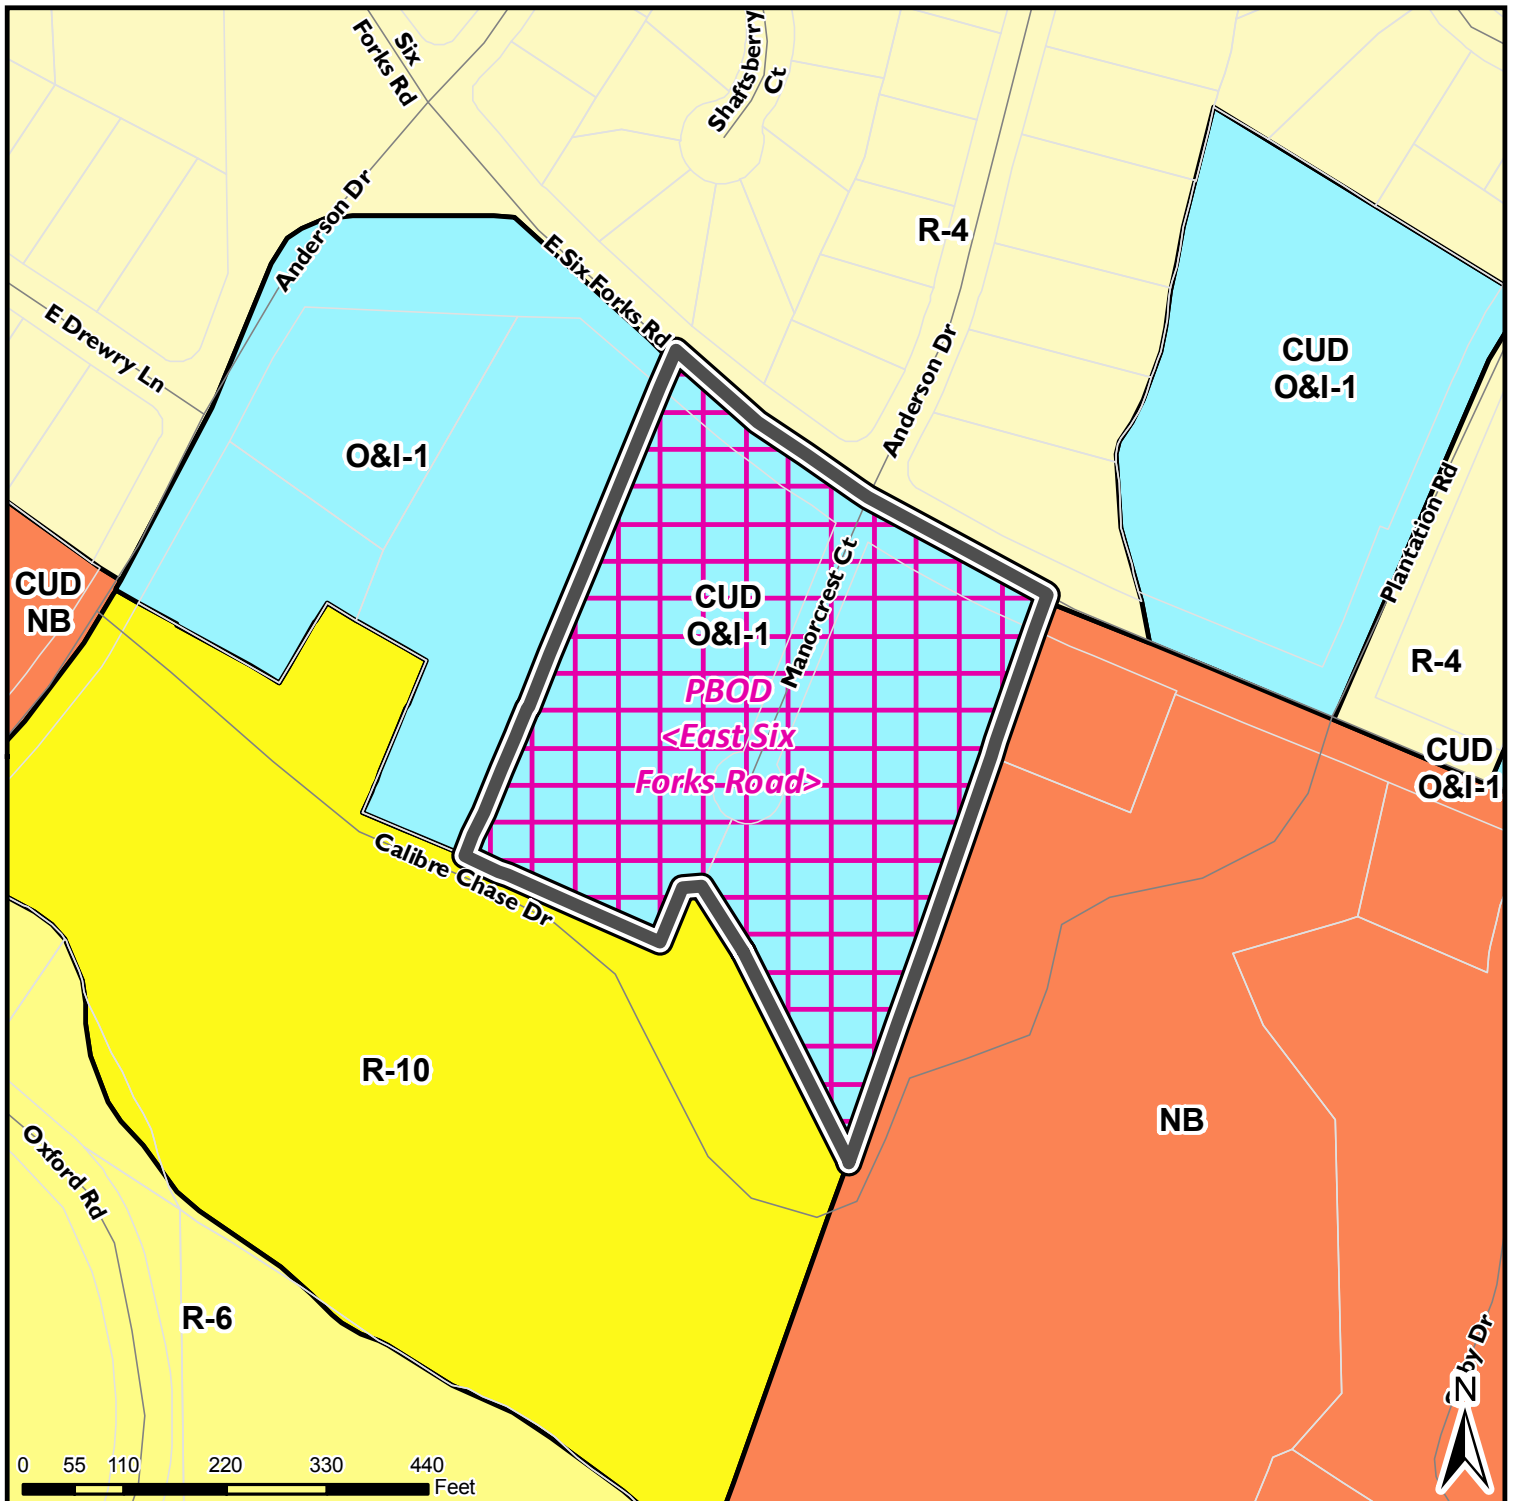 Six
Forks Rd
Shaftsberry
Ct
Anderson Dr
R-4
E Six Forks Rd
E Drewry Ln
Anderson Dr
CUD
O&I-1
O&I-1
Plantation Rd
CUD
NB
CUD
O&I-1
Manorcrest Ct
R-4
PBOD
<East Six
Forks Road>
CUD
O&I-1
Calibre Chase Dr
R-10
NB
Oxford Rd
R-6
by Dr
N
0 55 110 220 330 440
Feet